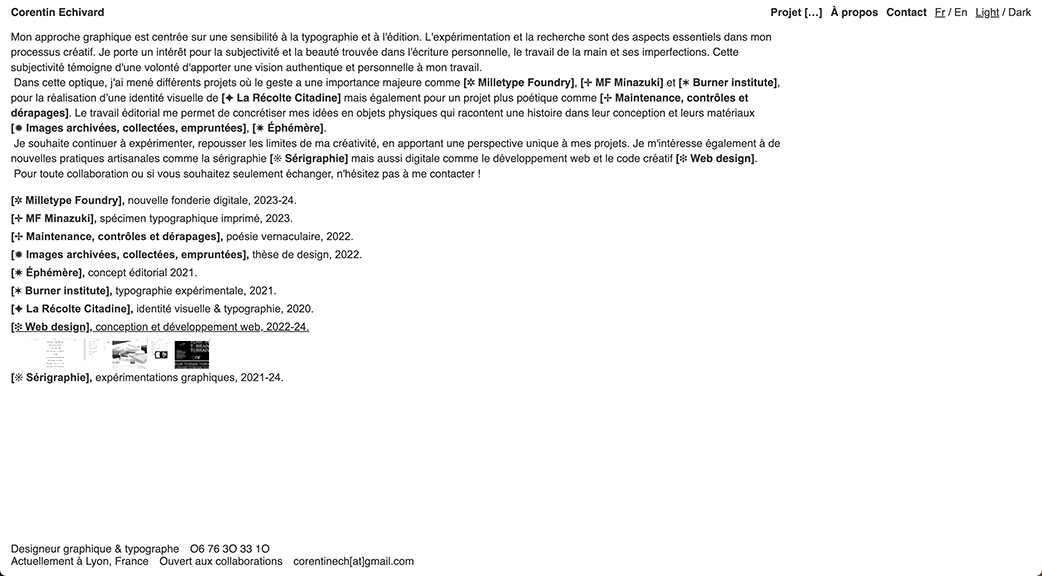 Corentin Echivard
Projet [...] À propos Contact Fr / En Light / Dark
Mon approche graphique est centrée sur une sensibilité à la typographie et à l'édition. L'expérimentation et la recherche sont des aspects essentiels dans mon
processus créatif. Je porte un intérêt pour la subjectivité et la beauté trouvée dans l'écriture personnelle, le travail de la main et ses imperfections. Cette
subjectivité témoigne d'une volonté d'apporter une vision authentique et personnelle à mon travail.
Dans cette optique, j'ai mené différents projets où le geste a une importance majeure comme [✲ Milletype Foundry], [✢ MF Minazuki] et [✶ Burner institute],
pour la réalisation d'une identité visuelle de [✦ La Récolte Citadine] mais également pour un projet plus poétique comme [✢ Maintenance, contrôles et
dérapages]. Le travail éditorial me permet de concrétiser mes idées en objets physiques qui racontent une histoire dans leur conception et leurs matériaux
[✹ Images archivées, collectées, empruntées], [✷ Éphémère].
Je souhaite continuer à expérimenter, repousser les limites de ma créativité, en apportant une perspective unique à mes projets. Je m'intéresse également à de
nouvelles pratiques artisanales comme la sérigraphie [※ Sérigraphie] mais aussi digitale comme le développement web et le code créatif [✼ Web design].
Pour toute collaboration ou si vous souhaitez seulement échanger, n'hésitez pas à me contacter !
[✲ Milletype Foundry], nouvelle fonderie digitale, 2023-24.
[✢ MF Minazuki], spécimen typographique imprimé, 2023.
[✢ Maintenance, contrôles et dérapages], poésie vernaculaire, 2022.
[✹ Images archivées, collectées, empruntées], thèse de design, 2022.
[✷ Éphémère], concept éditorial 2021.
[✶ Burner institute], typographie expérimentale, 2021.
[✦ La Récolte Citadine], identité visuelle & typographie, 2020.
[✼ Web design], conception et développement web, 2022-24.
[※ Sérigraphie], expérimentations graphiques, 2021-24.
Designeur graphique & typographe O6 76 3O 33 1O
Actuellement à Lyon, France Ouvert aux collaborations corentinech[at]gmail.com